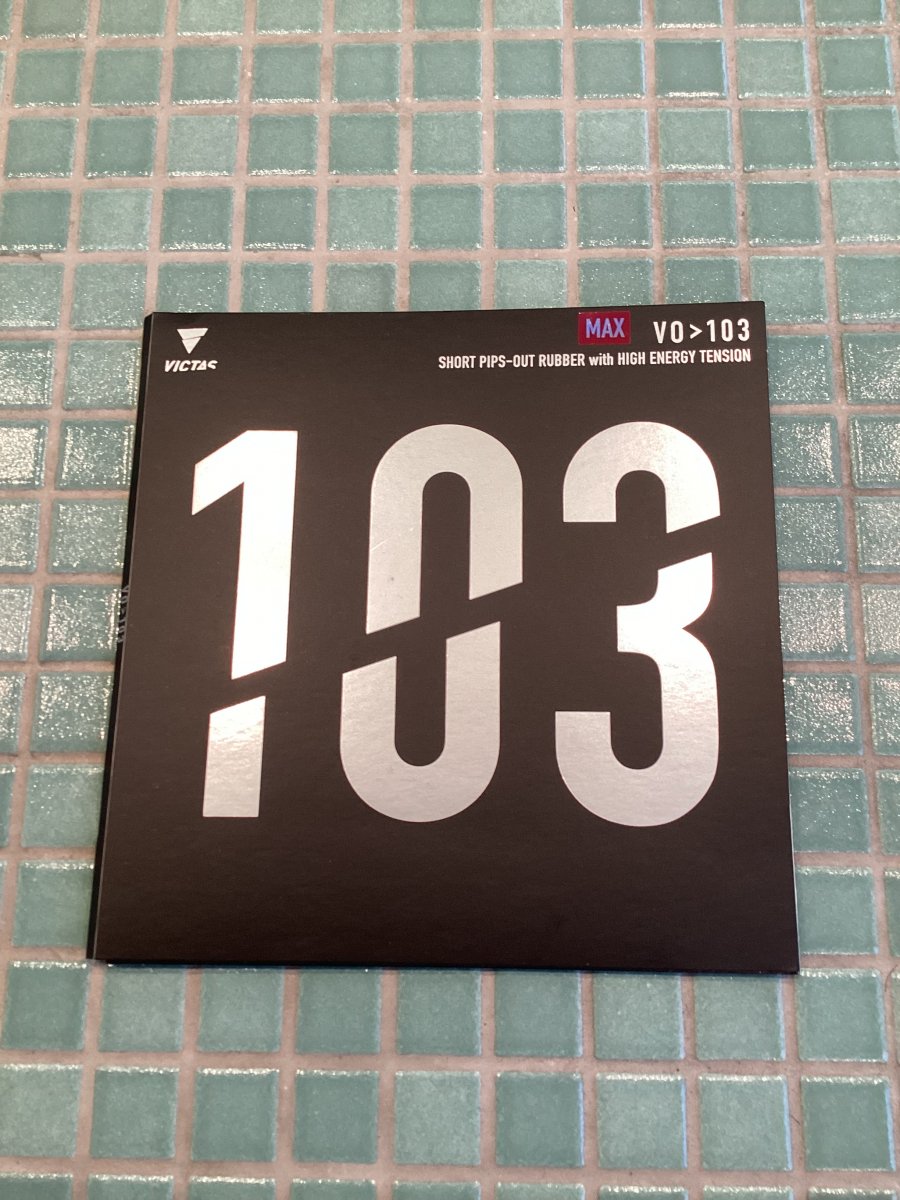 VICTAS
MAX VO>103
SHORT PIPS-OUT RUBBER with HIGH ENERGY TENSION
103